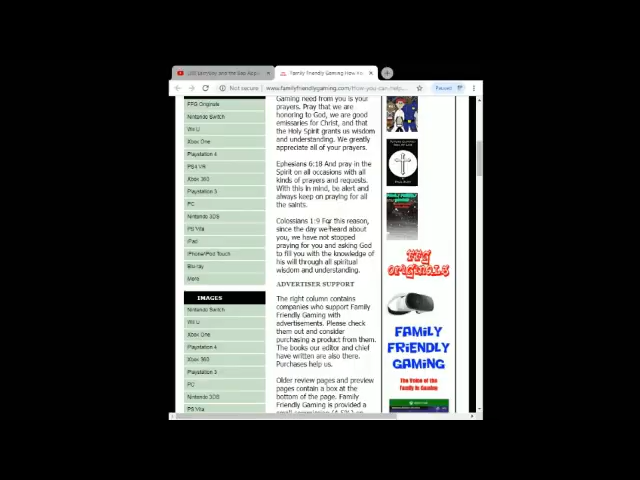 Family Friendly Gaming How
Not secure
www.familyfriendlygaming.com/
Paused
FFG Originals
Nintendo Switch
Wii U
Xbox One
Playstation 4
PS4 VR
Xbox 360
Playstation 3
PC
Nintendo 3DS
PS Vita
iPad
iPhone/iPod Touch
Blu-ray
More
IMAGES
Nintendo Switch
Wii U
Xbox One
Playstation 4
Xbox 360
Playstation 3
PC
Nintendo 3DS
PS Vita
Gaming need from you is your
prayers. Pray that we are
honoring to God, we are good
emissaries for Christ, and that
the Holy Spirit grants us wisdom
and understanding. We greatly
appreciate all of your prayers.
Ephesians 6:18 And pray in the
Spirit on all occasions with all
kinds of prayers and requests.
With this in mind, be alert and
always keep on praying for all
the saints.
Colossians 1:9 For this reason,
since the day we heard about
you, we have not stopped
praying for you and asking God
to fill you with the knowledge of
his will through all spiritual
wisdom and understanding.
ADVERTISER SUPPORT
The right column contains
companies who support Family
Friendly Gaming with
advertisements. Please check
them out and consider
purchasing a product from them.
The books our editor and chief
have written are also there.
Purchases help us.
Older review pages and preview
pages contain a box at the
bottom of the page. Family
Friendly Gaming is provided a
FFG
ORiGiNALS
FAMiLY
FRiENDLY
GAMiNG
The Voice of the
Family in Gaming